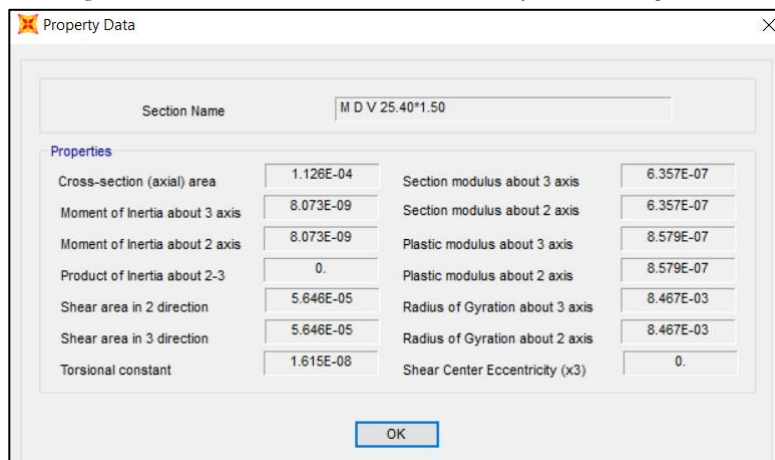 Property Data
Section Name
M D V 25.40*1.50
Properties
Cross-section (axial) area 1.126E-04
Moment of Inertia about 3 axis 8.073E-09
Moment of Inertia about 2 axis 8.073E-09
Product of Inertia about 2-3 0.
Shear area in 2 direction 5.646E-05
Shear area in 3 direction 5.646E-05
Torsional constant 1.615E-08
Section modulus about 3 axis 6.357E-07
Section modulus about 2 axis 6.357E-07
Plastic modulus about 3 axis 8.579E-07
Plastic modulus about 2 axis 8.579E-07
Radius of Gyration about 3 axis 8.467E-03
Radius of Gyration about 2 axis 8.467E-03
Shear Center Eccentricity (x3) 0.
OK